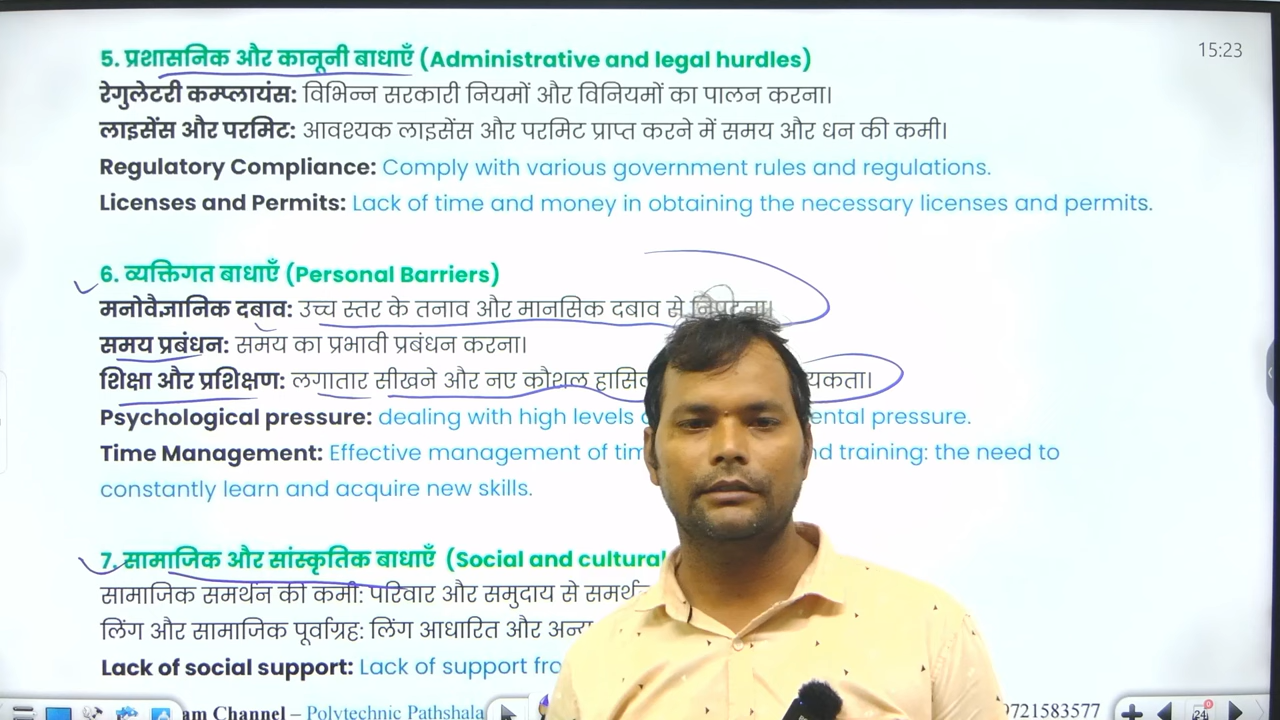 15:23
5. प्रशासनिक और कानूनी बाधाएँ (Administrative and legal hurdles)
रेगुलेटरी कम्प्लायंस: विभिन्न सरकारी नियमों और विनियमों का पालन करना।
लाइसेंस और परमिट: आवश्यक लाइसेंस और परमिट प्राप्त करने में समय और धन की कमी।
Regulatory Compliance: Comply with various government rules and regulations.
Licenses and Permits: Lack of time and money in obtaining the necessary licenses and permits.
6. व्यक्तिगत बाधाएँ (Personal Barriers)
मनोवैज्ञानिक दबाव: उच्च स्तर के तनाव और मानसिक दबाव से निपटना।
समय प्रबंधन: समय का प्रभावी प्रबंधन करना।
शिक्षा और प्रशिक्षण: लगातार सीखने और नए कौशल
Psychological pressure: dealing with high levels pressure.
Time Management: Effective management of training: the need to
constantly learn and acquire new skills.
7. सामाजिक और सांस्कृतिक बाधाएँ (Social and
सामाजिक समर्थन की कमी: परिवार और समुदाय से
लिंग और सामाजिक पूर्वाग्रह: लिंग आधारित और
Lack of social support: Lack of support
Channel – Polytechnic Pathshala
9721583577
24